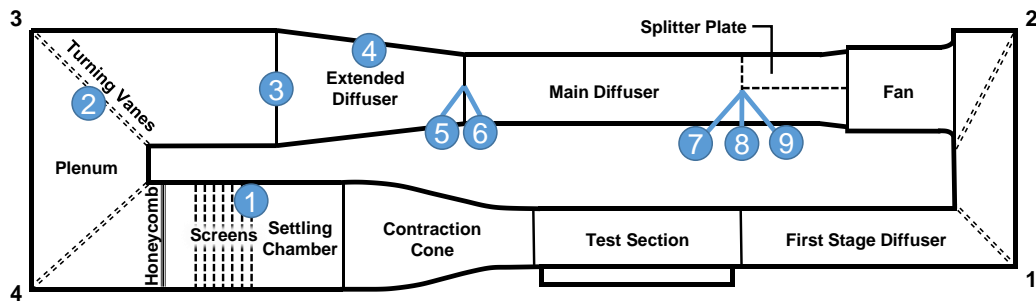 3
2
Splitter Plate
Turning Vanes
4
Extended
Diffuser
3
Main Diffuser
Fan
2
5
6
7
8
9
Plenum
Honeycomb
1
Screens
Settling
Chamber
Contraction
Cone
Test Section
First Stage Diffuser
4
1